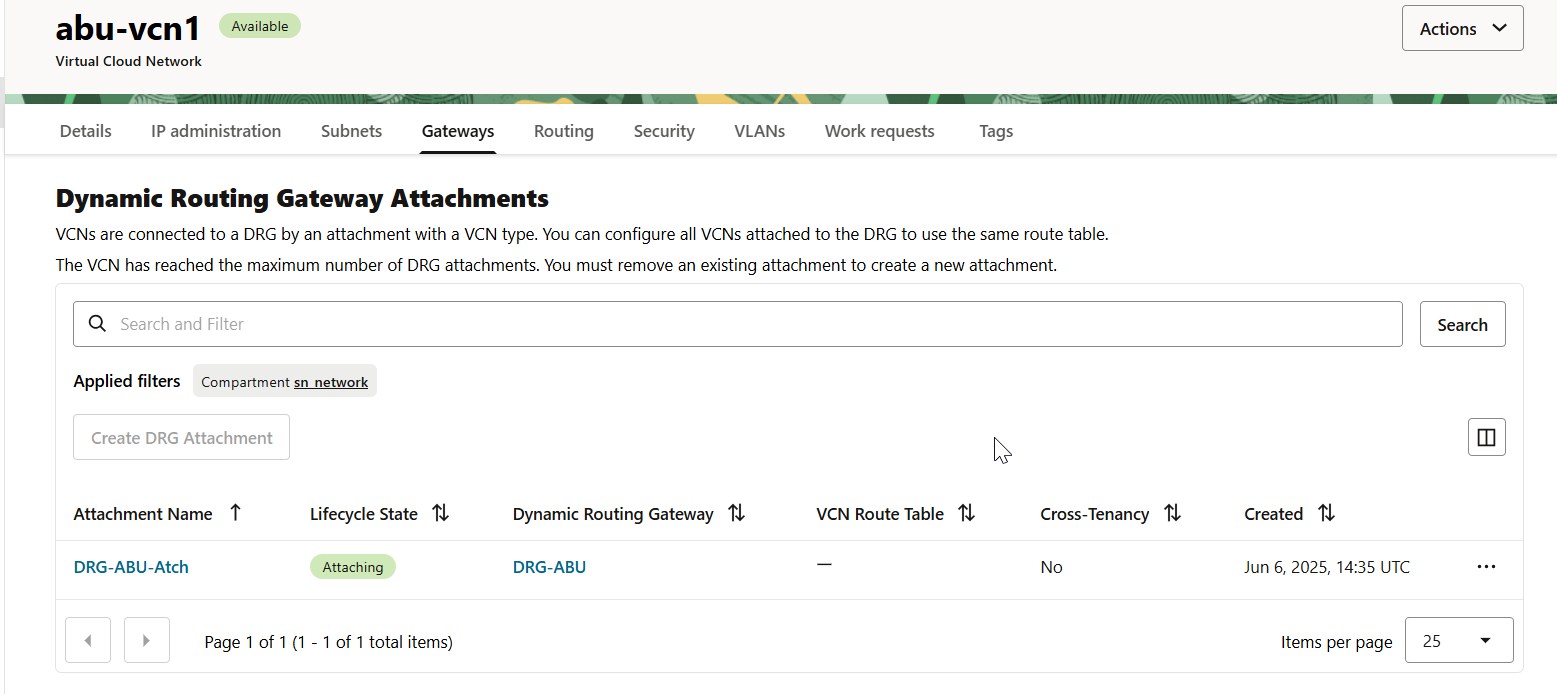 abu-vcn1 Available Actions
Virtual Cloud Network
Details IP administration Subnets Gateways Routing Security VLANs Work requests Tags
Dynamic Routing Gateway Attachments
VCNs are connected to a DRG by an attachment with a VCN type. You can configure all VCNs attached to the DRG to use the same route table.
The VCN has reached the maximum number of DRG attachments. You must remove an existing attachment to create a new attachment.
Search and Filter Search
Applied filters Compartment sn_network
Create DRG Attachment
Attachment Name Lifecycle State Dynamic Routing Gateway VCN Route Table Cross-Tenancy Created
DRG-ABU-Atch Attaching DRG-ABU — No Jun 6, 2025, 14:35 UTC
Page 1 of 1 (1 - 1 of 1 total items) Items per page 25